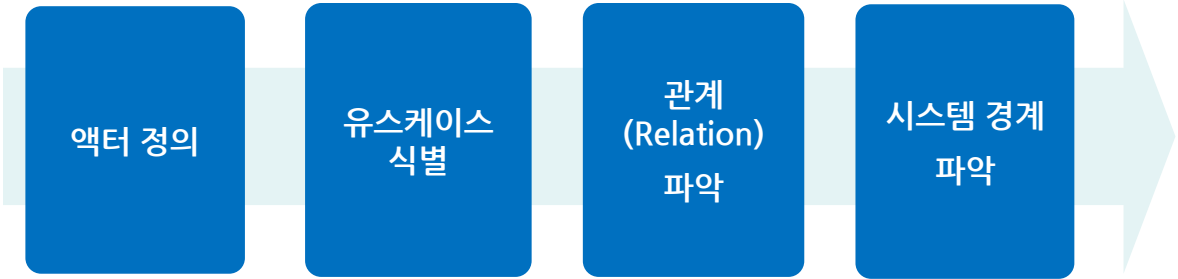 액터 정의
유스케이스
식별
관계
(Relation)
파악
시스템 경계
파악